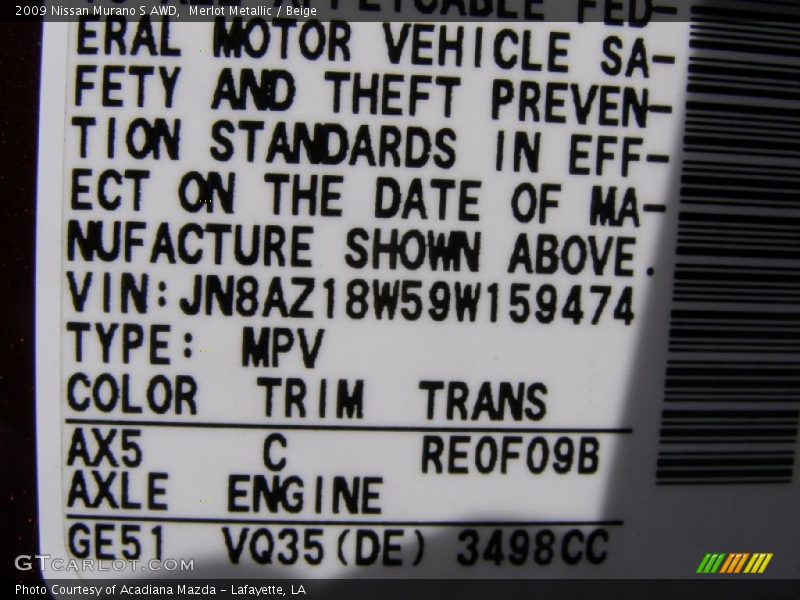 2009 Nissan Murano S AWD,  Merlot Metallic / Beige
FED-
ERAL MOTOR VEHICLE SA-
FETY AND THEFT PREVEN-
TION STANDARDS IN EFF-
ECT ON THE DATE OF MA-
NUFACTURE SHOWN ABOVE.
VIN:JN8AZ18W59W159474
TYPE: MPV
COLOR TRIM TRANS
AX5 C RE0F09B
AXLE ENGINE
GE51 VQ35(DE) 3498CC
GTCarLot.com
Photo Courtesy of Acadiana Mazda - Lafayette, LA